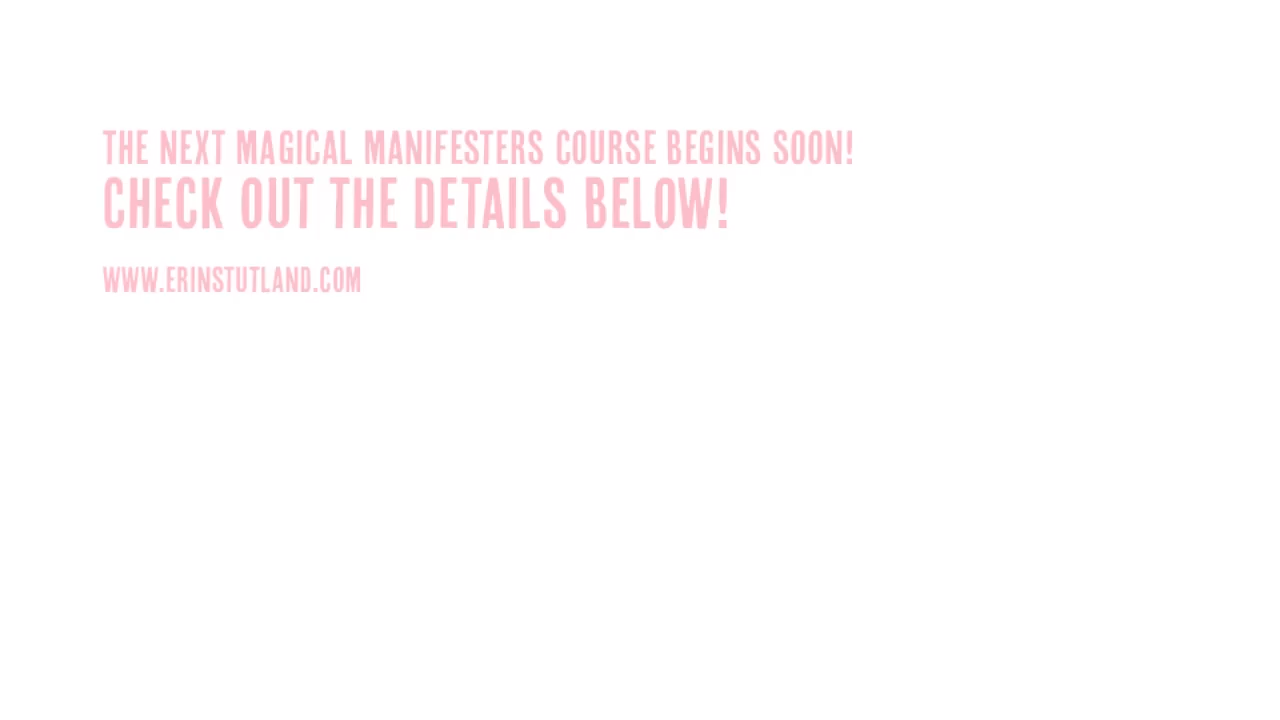 THE NEXT MAGICAL MANIFESTERS COURSE BEGINS SOON!
CHECK OUT THE DETAILS BELOW!
WWW.ERINSTUTLAND.COM